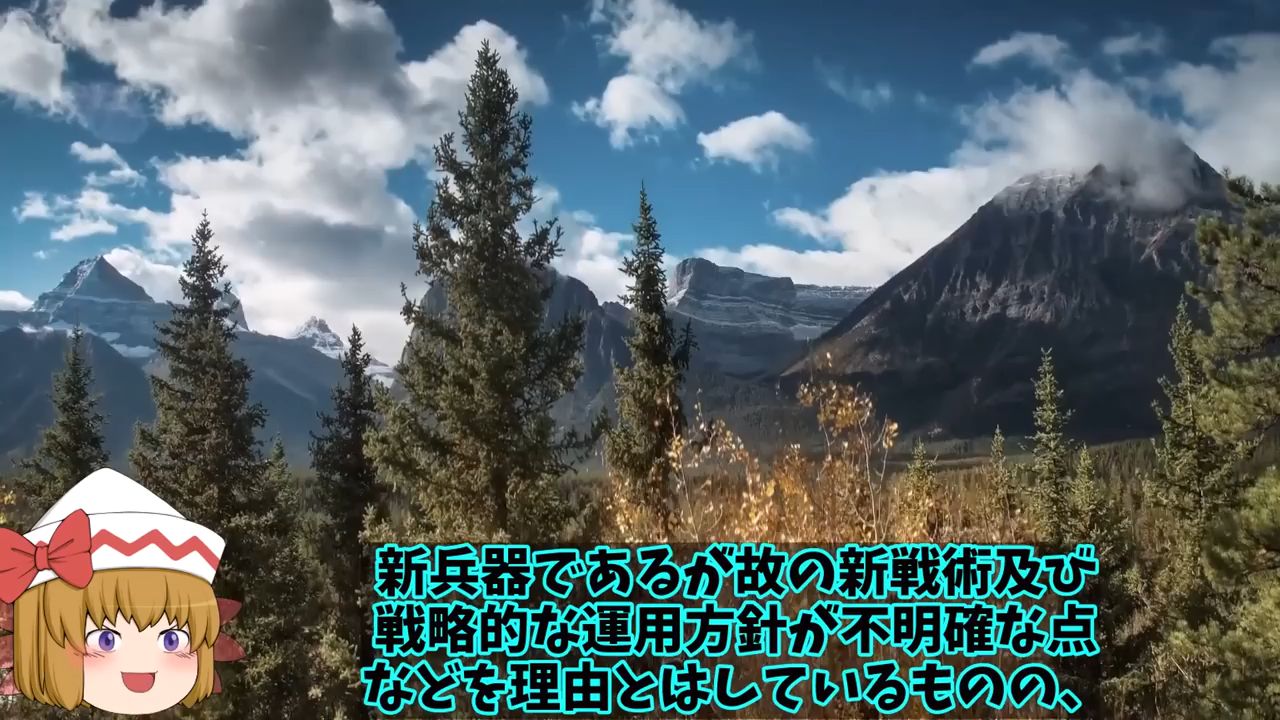 新兵器であるが故の新戦術及び
戦略的な運用方針が不明確な点
などを理由とはしているものの、